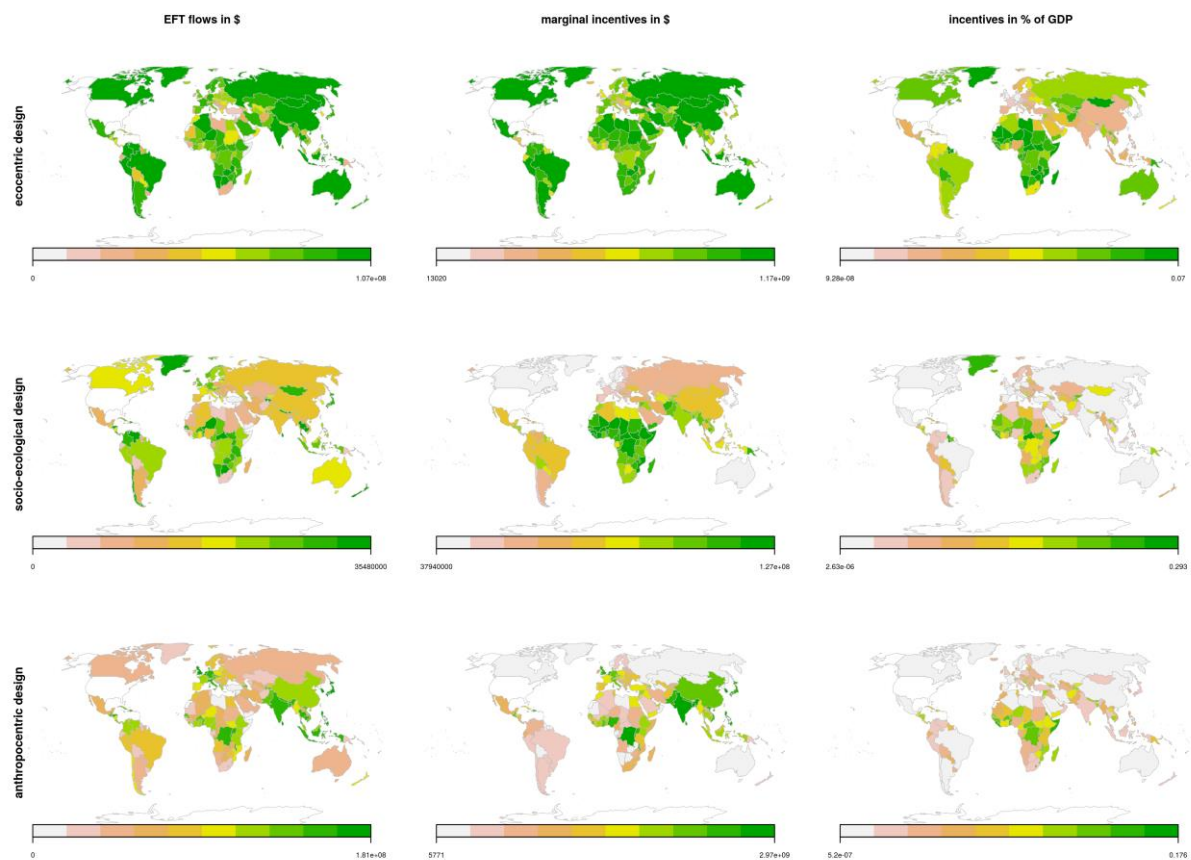 EFT flows in $
marginal incentives in $
incentives in % of GDP
ecocentric design
0
1.07e+08
13020
1.17e+09
9.28e-08
0.07
socio-ecological design
0
35480000
37940000
1.27e+08
2.63e-06
0.293
anthropocentric design
0
1.81e+08
5771
2.97e+09
5.2e-07
0.176